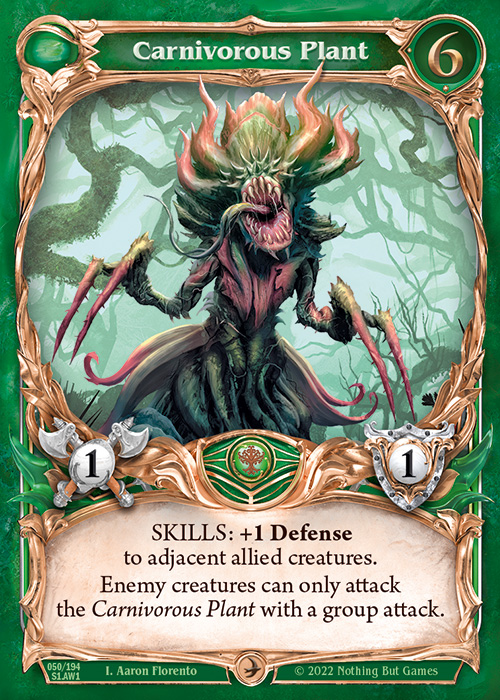 Carnivorous Plant
6
1
1
SKILLS: +1 Defense
to adjacent allied creatures.
Enemy creatures can only attack
the Carnivorous Plant with a group attack.
050/194
S1.AW1
I. Aaron Florento
© 2022 Nothing But Games